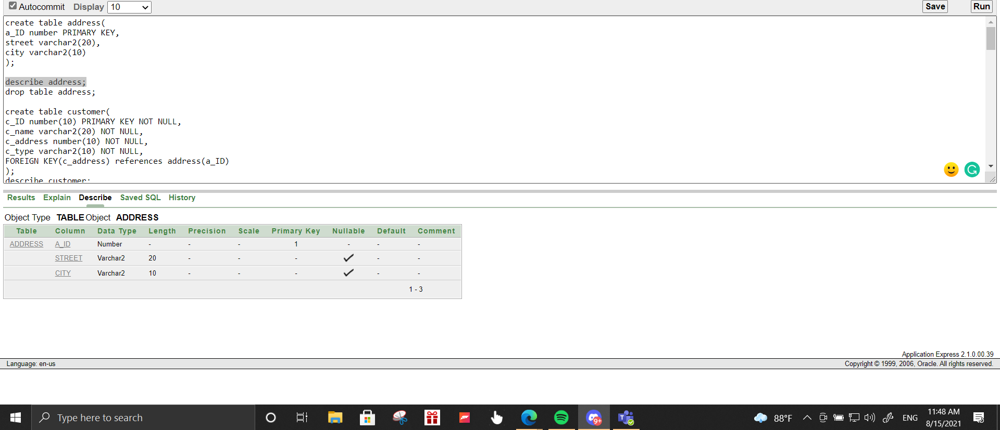 Autocommit Display 10 Save Run
create table address(
a_ID number PRIMARY KEY,
street varchar2(20),
city varchar2(10)
);
describe address;
drop table address;
create table customer(
c_ID number(10) PRIMARY KEY NOT NULL,
c_name varchar2(20) NOT NULL,
c_address number(10) NOT NULL,
c_type varchar2(10) NOT NULL,
FOREIGN KEY(c_address) references address(a_ID)
);
describe customer;
Results Explain Describe Saved SQL History
Object Type TABLE Object ADDRESS
Table Column Data Type Length Precision Scale Primary Key Nullable Default Comment
ADDRESS A_ID Number - - - 1 - - -
STREET Varchar2 20 - - - ✓ - -
CITY Varchar2 10 - - - ✓ - -
1 - 3
Application Express 2.1.0.00.39
Language: en-us Copyright © 1999, 2006, Oracle. All rights reserved.
Type here to search 9+ T 88°F ENG 11:48 AM
8/15/2021